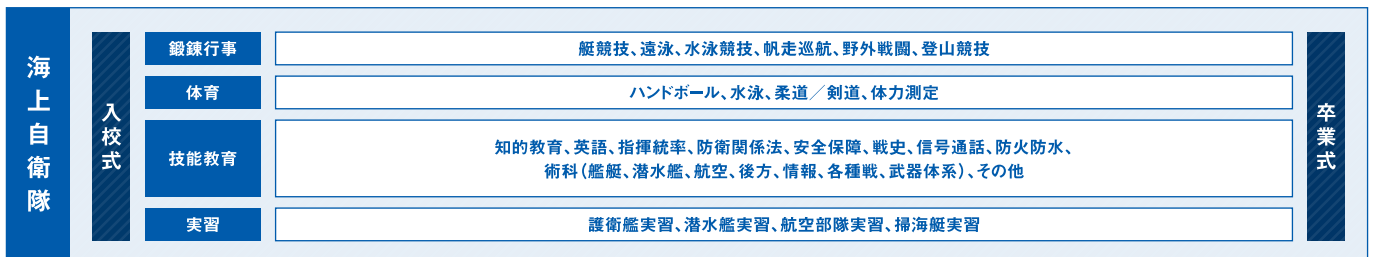 海上自衛隊
入校式
鍛錬行事
艇競技、遠泳、水泳競技、帆走巡航、野外戦闘、登山競技
体育
ハンドボール、水泳、柔道／剣道、体力測定
技能教育
知的教育、英語、指揮統率、防衛関係法、安全保障、戦史、信号通話、防火防水、
術科（艦艇、潜水艦、航空、後方、情報、各種戦、武器体系）、その他
実習
護衛艦実習、潜水艦実習、航空部隊実習、掃海艇実習
卒業式